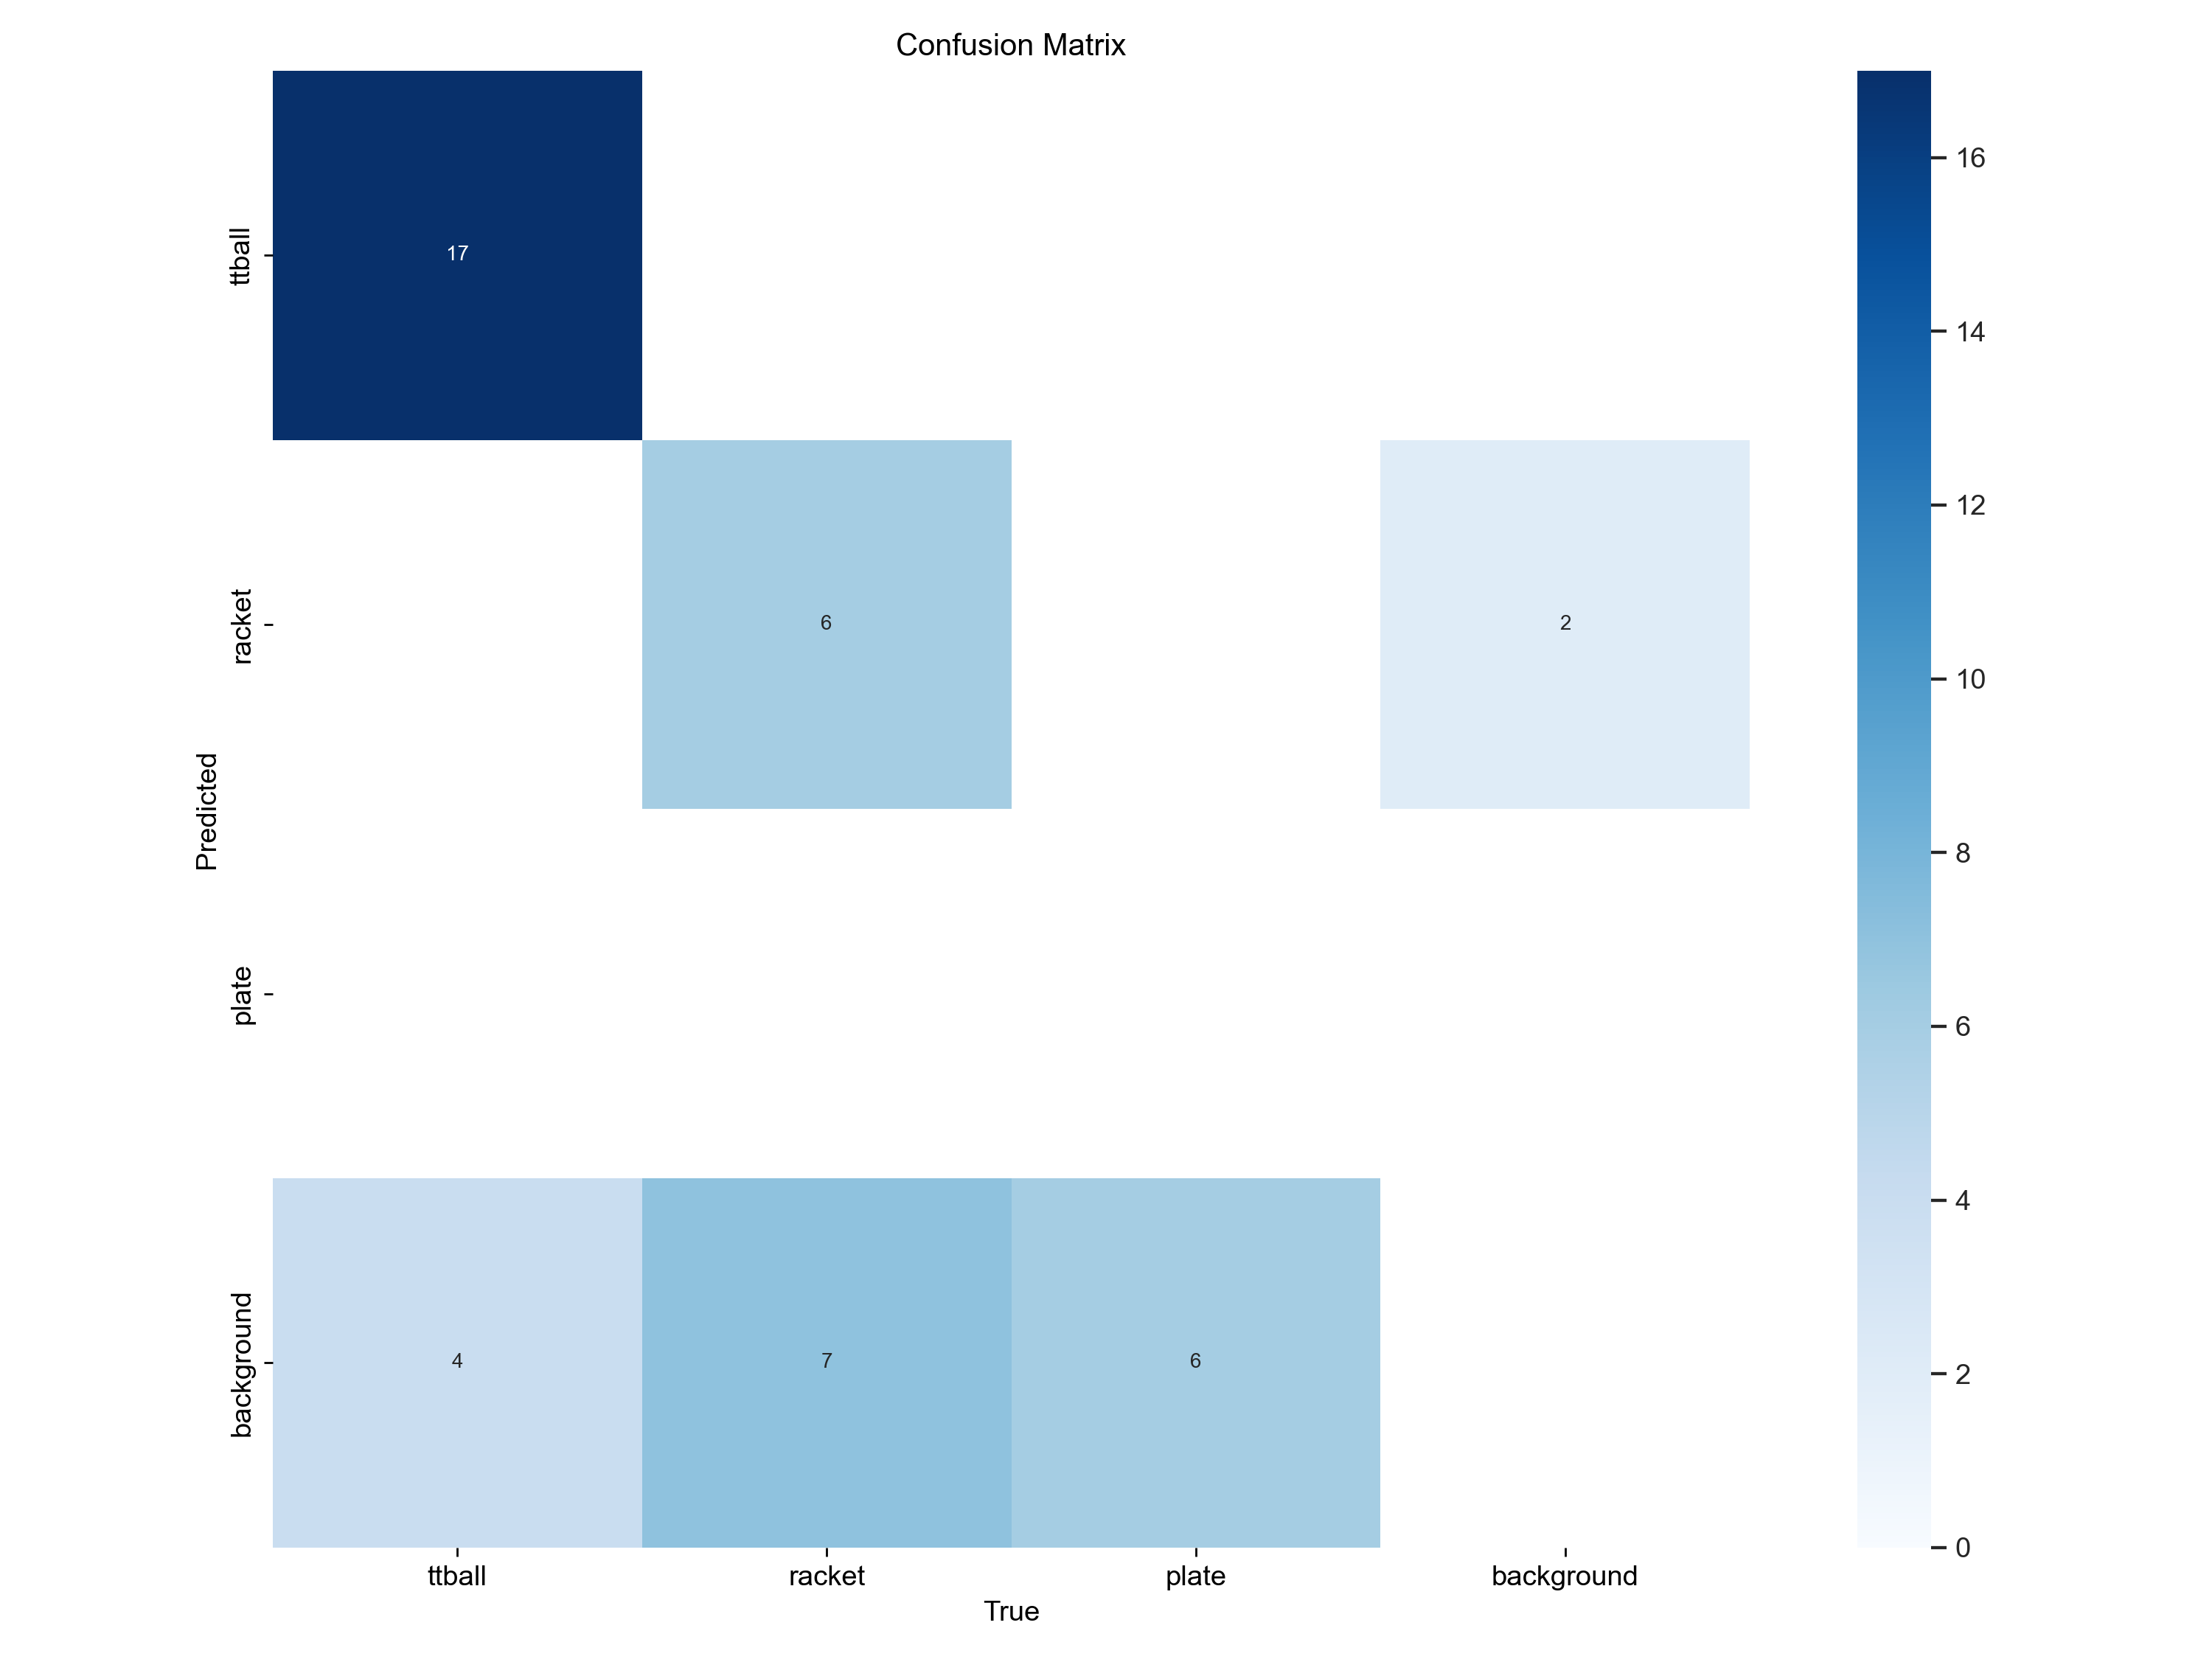 Confusion Matrix
ttball
17
racket
6
2
plate
background
4
7
6
Predicted
ttball
racket
plate
background
True
16
14
12
10
8
6
4
2
0